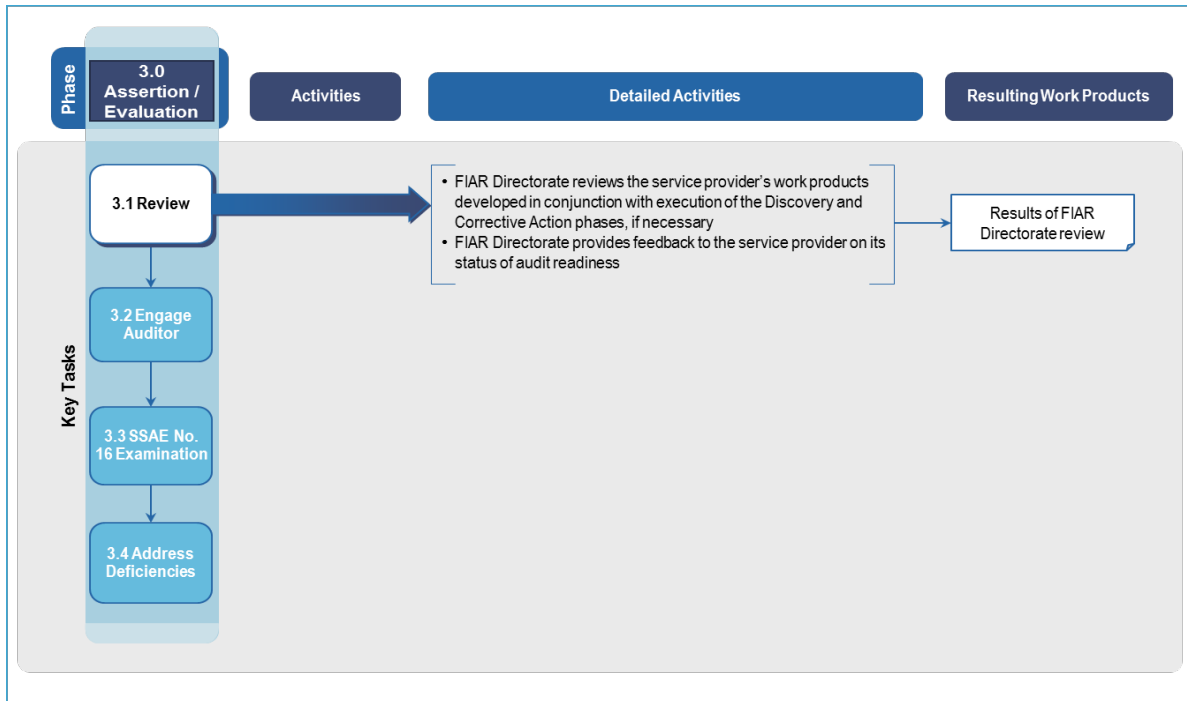 Phase
3.0
Assertion /
Evaluation
Activities
Detailed Activities
Resulting Work Products
Key Tasks
3.1 Review
• FIAR Directorate reviews the service provider's work products
developed in conjunction with execution of the Discovery and
Corrective Action phases, if necessary
• FIAR Directorate provides feedback to the service provider on its
status of audit readiness
Results of FIAR
Directorate review
3.2 Engage
Auditor
3.3 SSAE No.
16 Examination
3.4 Address
Deficiencies